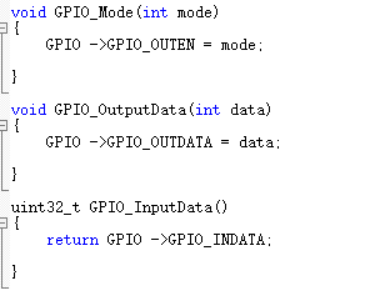 void GPIO_Mode(int mode)
{
GPIO ->GPIO_OUTEN = mode;
}
void GPIO_OutputData(int data)
{
GPIO ->GPIO_OUTDATA = data;
}
uint32_t GPIO_InputData()
{
return GPIO ->GPIO_INDATA;
}